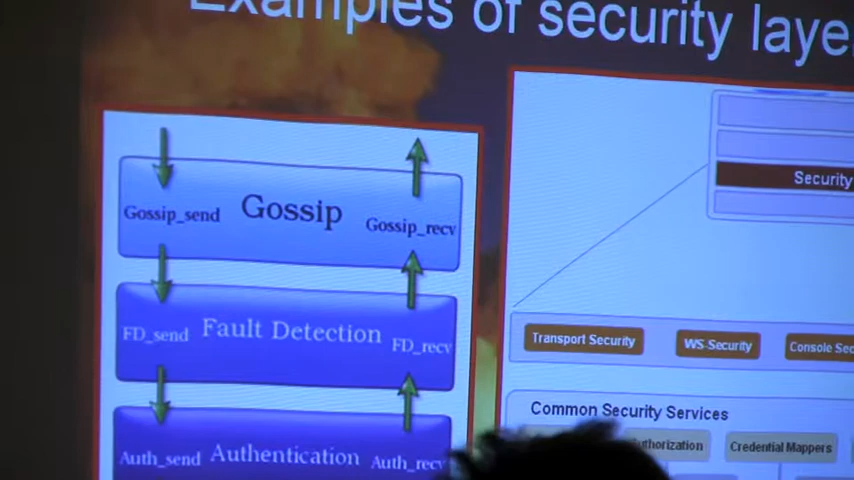 Examples of security
Gossip_send Gossip Gossip_recv
FD_send Fault Detection FD_recv
Auth_send Authentication Auth_recv
Security
Transport Security WS-Security Console
Common Security Services
Credential Mappers